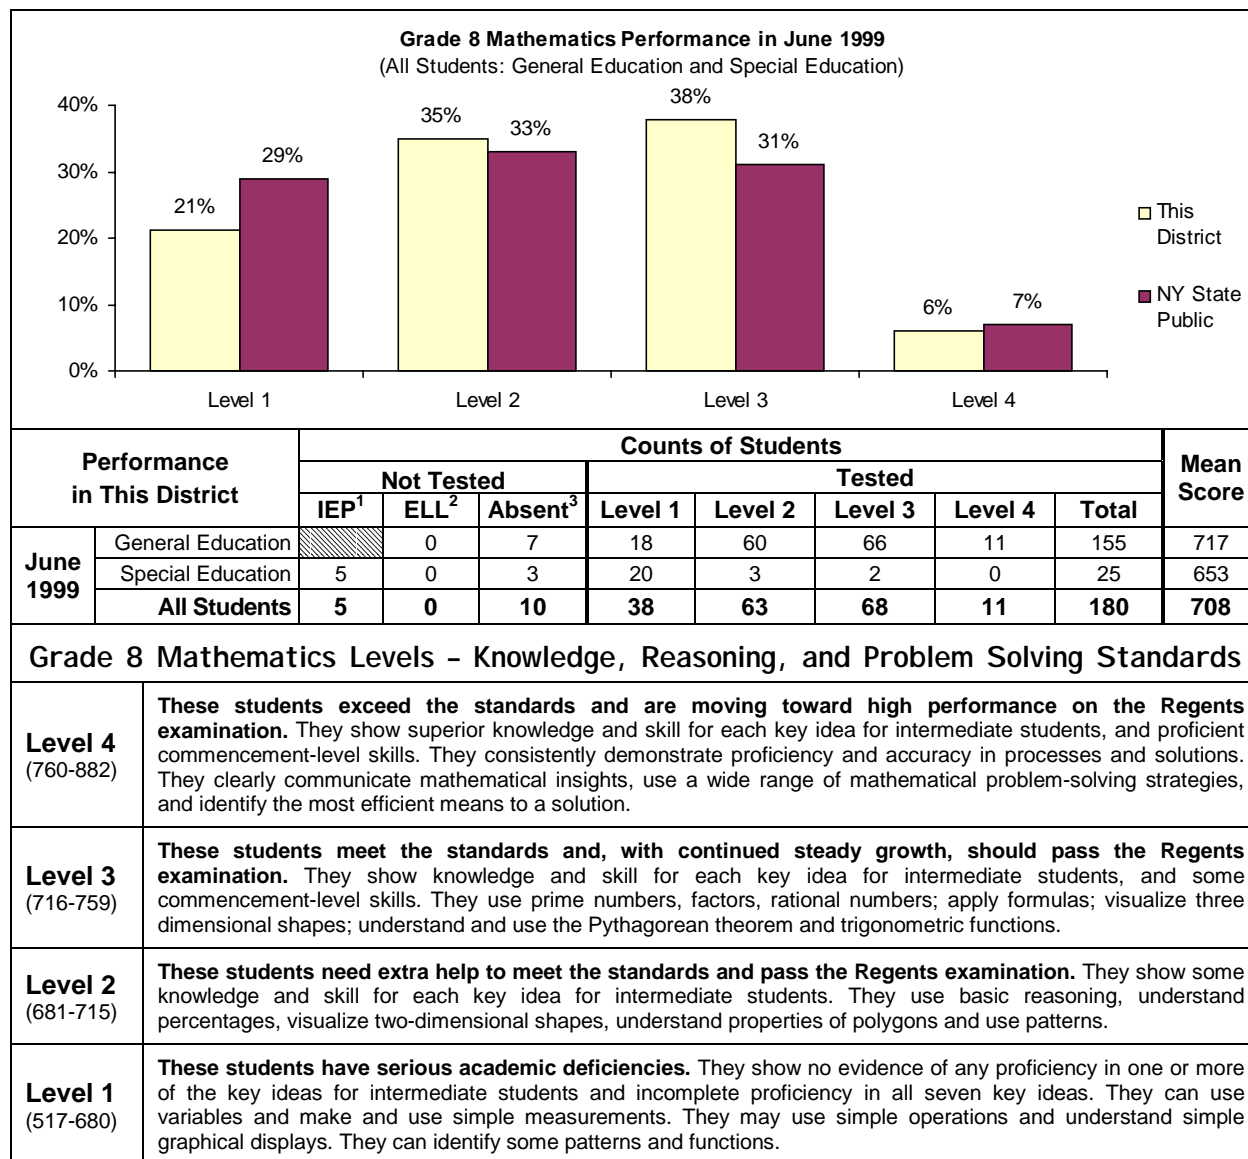 Grade 8 Mathematics Performance in June 1999
(All Students: General Education and Special Education)
40%
30%
20%
10%
0%
21%
29%
35%
33%
38%
31%
6%
7%
Level 1
Level 2
Level 3
Level 4
This
District
NY State
Public
Performance
in This District
Counts of Students
Mean
Score
Not Tested
Tested
IEP1 ELL2 Absent3 Level 1 Level 2 Level 3 Level 4 Total
June
1999
General Education 0 7 18 60 66 11 155 717
Special Education 5 0 3 20 3 2 0 25 653
All Students 5 0 10 38 63 68 11 180 708
Grade 8 Mathematics Levels – Knowledge, Reasoning, and Problem Solving Standards
Level 4
(760-882)
These students exceed the standards and are moving toward high performance on the Regents
examination. They show superior knowledge and skill for each key idea for intermediate students, and proficient
commencement-level skills. They consistently demonstrate proficiency and accuracy in processes and solutions.
They clearly communicate mathematical insights, use a wide range of mathematical problem-solving strategies,
and identify the most efficient means to a solution.
Level 3
(716-759)
These students meet the standards and, with continued steady growth, should pass the Regents
examination. They show knowledge and skill for each key idea for intermediate students, and some
commencement-level skills. They use prime numbers, factors, rational numbers; apply formulas; visualize three
dimensional shapes; understand and use the Pythagorean theorem and trigonometric functions.
Level 2
(681-715)
These students need extra help to meet the standards and pass the Regents examination. They show some
knowledge and skill for each key idea for intermediate students. They use basic reasoning, understand
percentages, visualize two-dimensional shapes, understand properties of polygons and use patterns.
Level 1
(517-680)
These students have serious academic deficiencies. They show no evidence of any proficiency in one or more
of the key ideas for intermediate students and incomplete proficiency in all seven key ideas. They can use
variables and make and use simple measurements. They may use simple operations and understand simple
graphical displays. They can identify some patterns and functions.